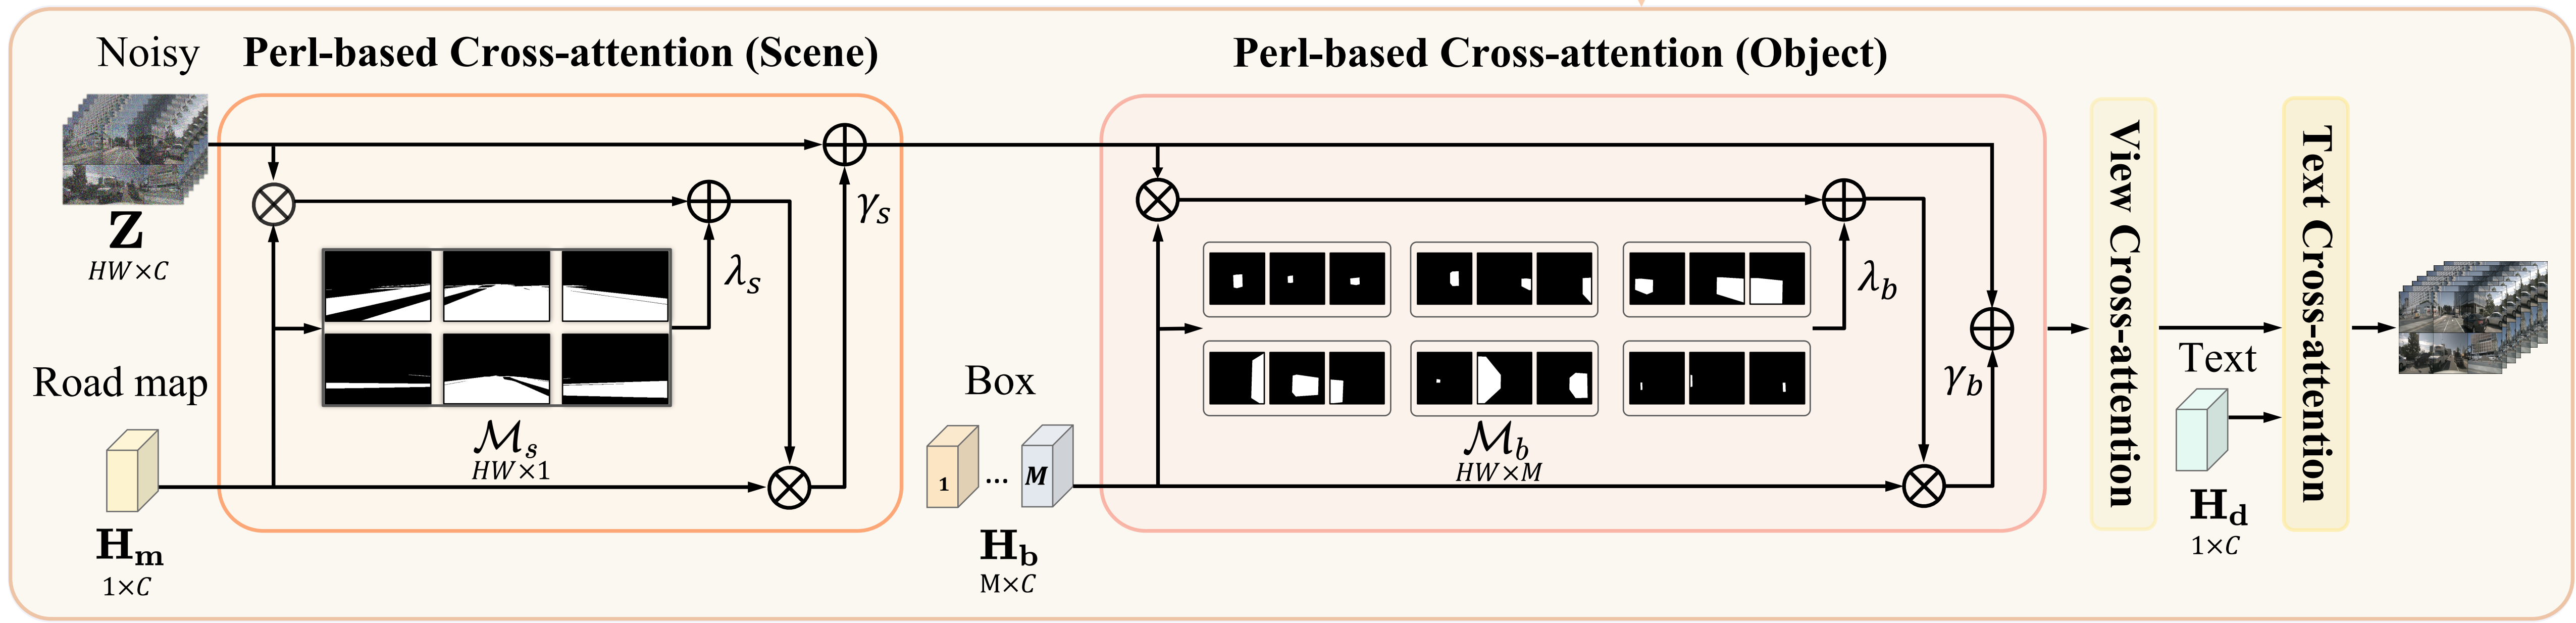 Noisy
Perl-based Cross-attention (Scene)
Perl-based Cross-attention (Object)
Z
HW×C
γs
λs
Road map
ℳs
HW×1
Hm
1×C
Box
1
...
M
Hb
M×C
λb
γb
ℳb
HW×M
View Cross-attention
Text
Hd
1×C
Text Cross-attention